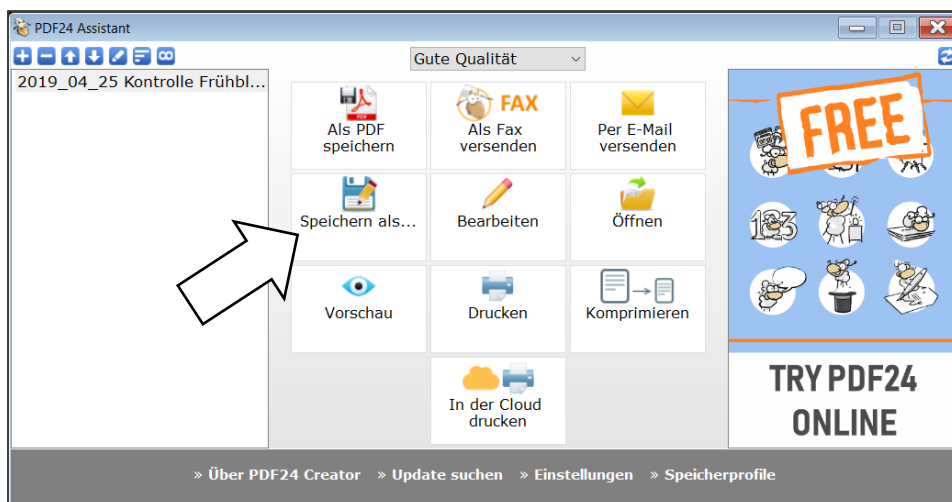 PDF24 Assistant
Gute Qualität
2019_04_25 Kontrolle Frühbl...
PDF
Als PDF
speichern
FAX
Als Fax
versenden
Per E-Mail
versenden
Speichern als...
Bearbeiten
Öffnen
Vorschau
Drucken
Komprimieren
In der Cloud
drucken
FREE
123
TRY PDF24
ONLINE
» Über PDF24 Creator » Update suchen » Einstellungen » Speicherprofile